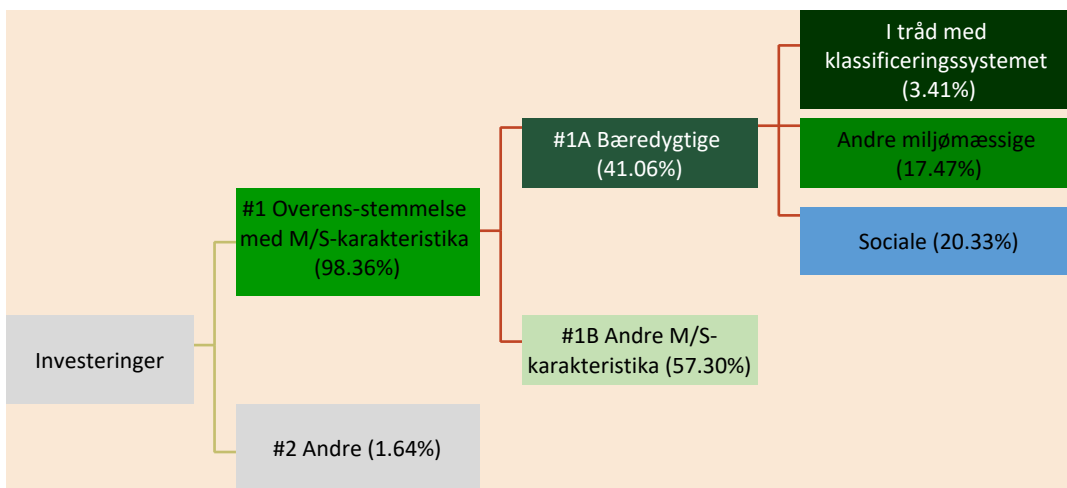 Investeringer
#1 Overens-stemmelse
med M/S-karakteristika
(98.36%)
#2 Andre (1.64%)
#1A Bæredygtige
(41.06%)
#1B Andre M/S-
karakteristika (57.30%)
I tråd med
klassificeringssystemet
(3.41%)
Andre miljømæssige
(17.47%)
Sociale (20.33%)